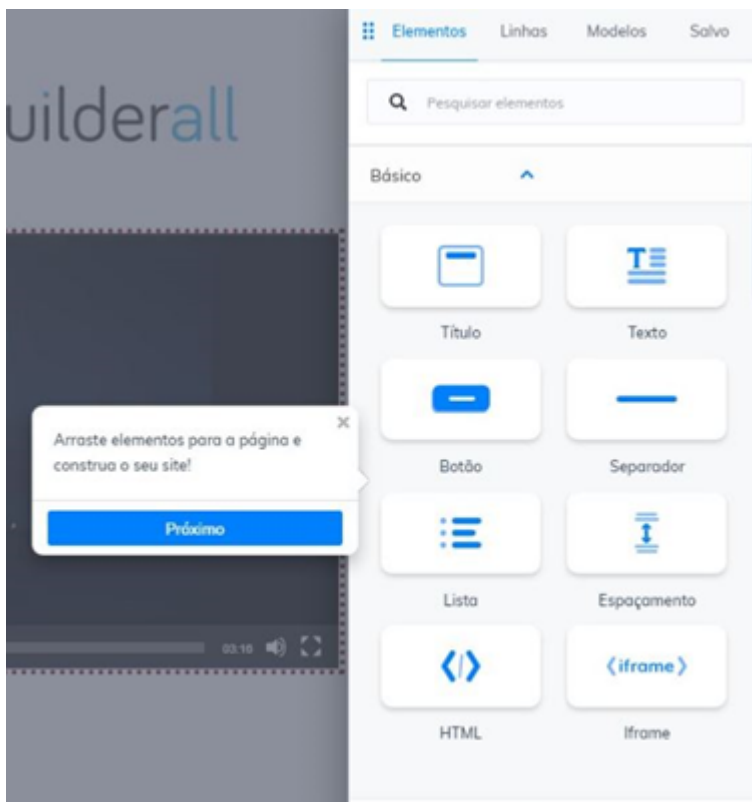 Elementos Linhas Modelos Salvo
uilderall
Pesquisar elementos
Básico
Título Texto
Arraste elementos para a página e
construa o seu site!
Próximo
Botão Separador
Lista Espaçamento
03:16
<iframe>
HTML Iframe